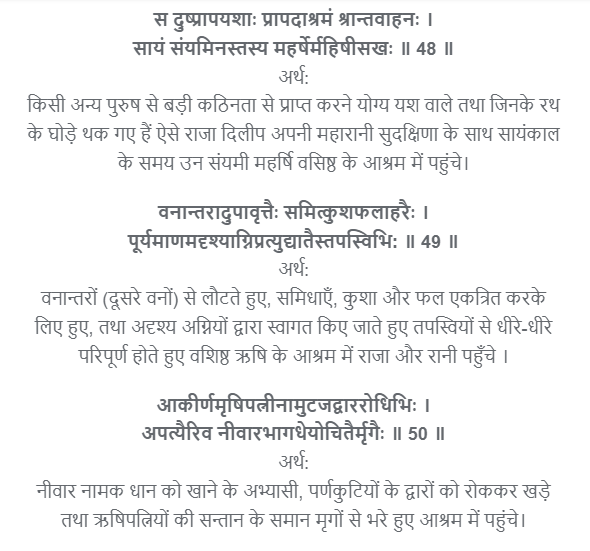 स दुष्प्रापयशाः प्रापदाश्रमं श्रान्तवाहनः ।
सायं संयमिनस्तस्य महर्षेर्महिषीसखः ॥ 48 ॥
अर्थ:
किसी अन्य पुरुष से बड़ी कठिनता से प्राप्त करने योग्य यश वाले तथा जिनके रथ
के घोड़े थक गए हैं ऐसे राजा दिलीप अपनी महारानी सुदक्षिणा के साथ सायंकाल
के समय उन संयमी महर्षि वसिष्ठ के आश्रम में पहुंचे।
वनान्तरादुपावृत्तैः समित्कुशफलाहरैः ।
पूर्यमाणमदृश्याग्निप्रत्युद्यातैस्तपस्विभि: ॥ 49 ॥
अर्थ:
वनान्तरों (दूसरे वनों) से लौटते हुए, समिधाएँ, कुशा और फल एकत्रित करके
लिए हुए, तथा अदृश्य अग्नियों द्वारा स्वागत किए जाते हुए तपस्वियों से धीरे-धीरे
परिपूर्ण होते हुए वशिष्ठ ऋषि के आश्रम में राजा और रानी पहुँचे ।
आकीर्णमृषिपत्नीनामुटजद्वाररोधिभिः ।
अपत्यैरिव नीवारभागधेयोचितैर्मृगैः ॥ 50 ॥
अर्थ:
नीवार नामक धान को खाने के अभ्यासी, पर्णकुटियों के द्वारों को रोककर खड़े
तथा ऋषिपत्नियों की सन्तान के समान मृगों से भरे हुए आश्रम में पहुंचे।